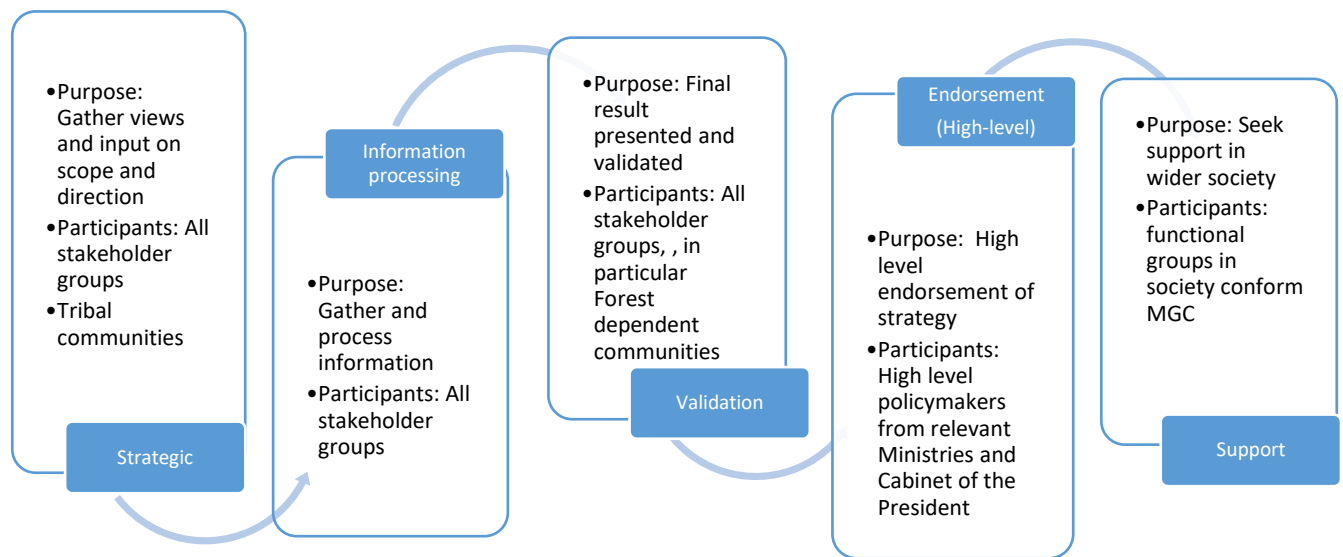 •Purpose:
Gather views
and input on
scope and
direction
•Participants: All
stakeholder
groups
•Tribal
communities
Strategic
Information
processing
•Purpose:
Gather and
process
information
•Participants: All
stakeholder
groups
•Purpose: Final
result
presented and
validated
•Participants: All
stakeholder
groups, , in
particular
Forest
dependent
communities
Validation
Endorsement
(High-level)
•Purpose:  High
level
endorsement of
strategy
•Participants:
High level
policymakers
from relevant
Ministries and
Cabinet of the
President
•Purpose: Seek
support in
wider society
•Participants:
functional
groups in
society conform
MGC
Support